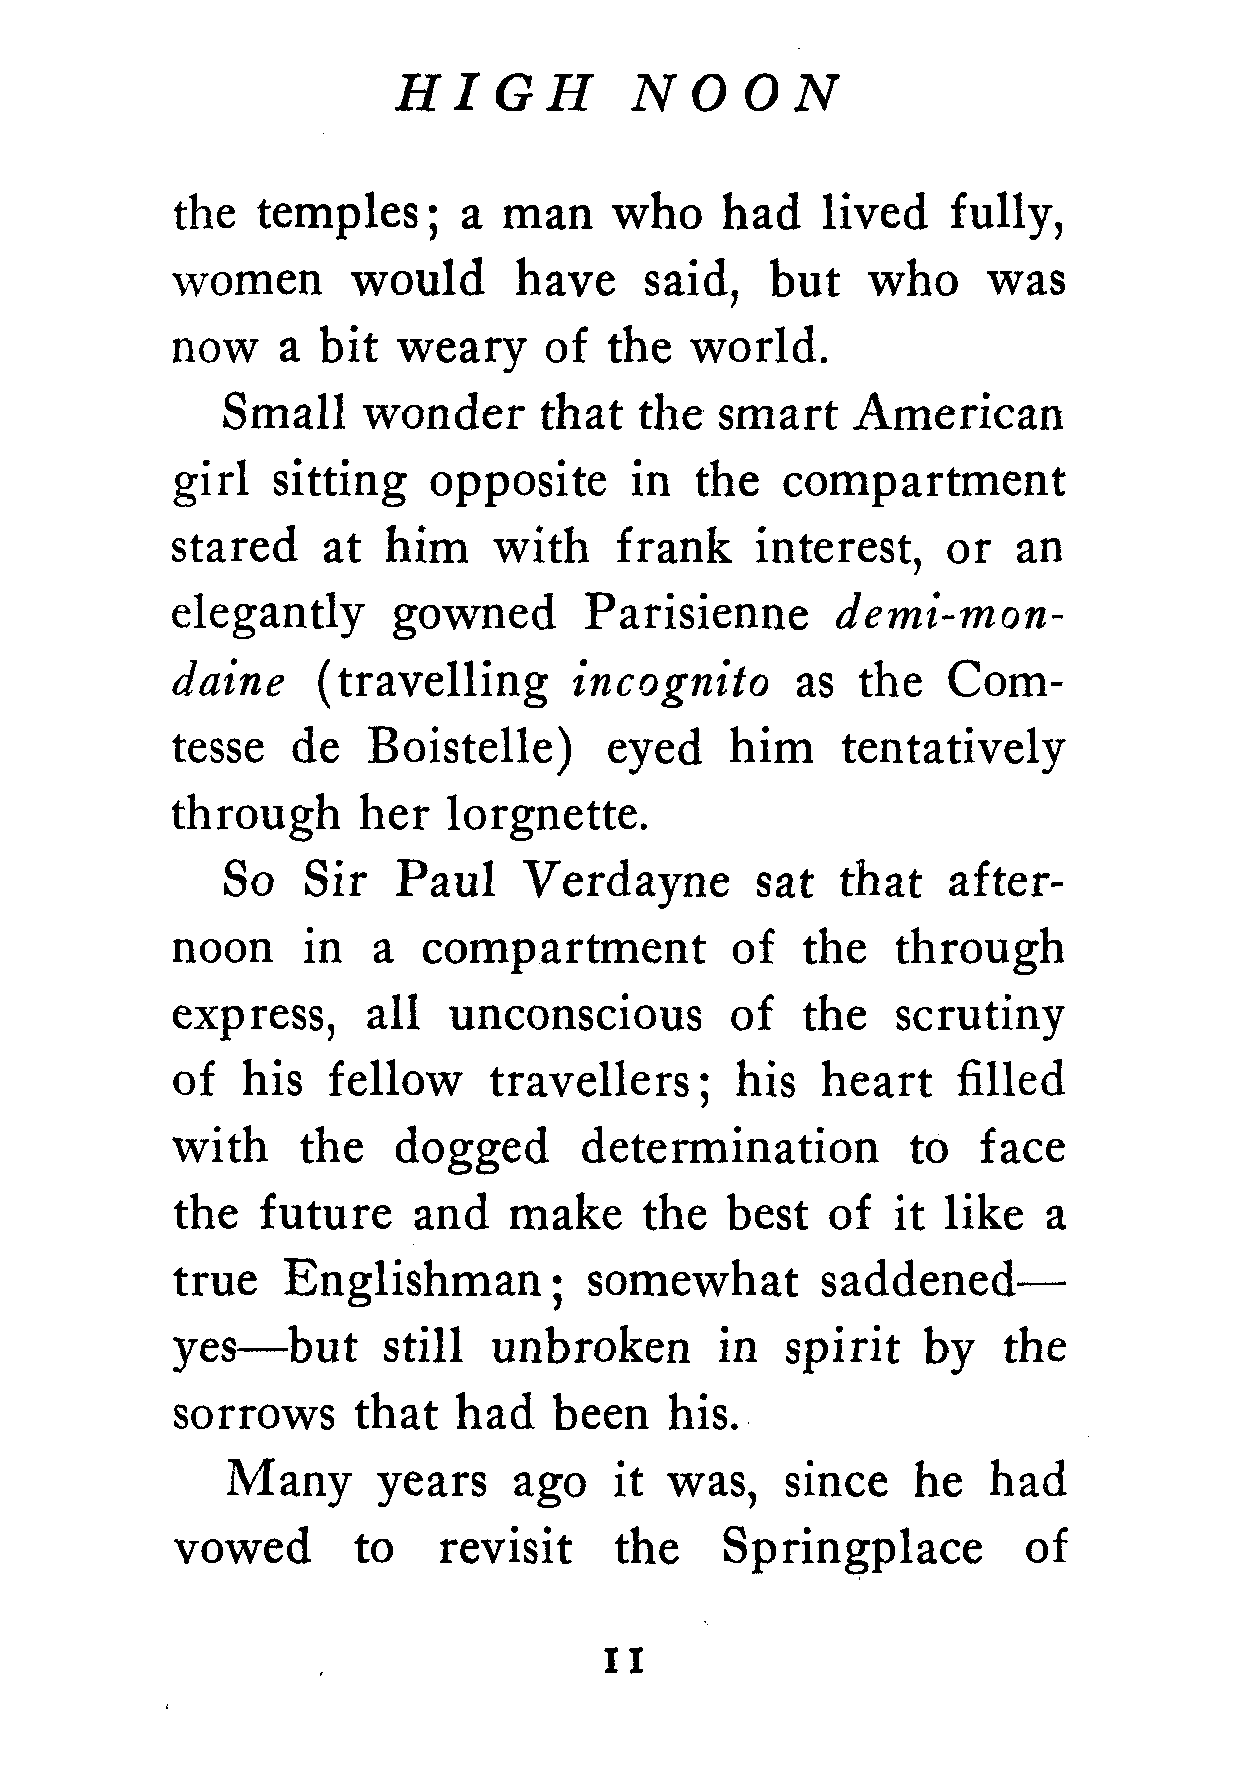 HIGH NOON
the temples; a man who had lived fully,
women would have said, but who was
now a bit weary of the world.
Small wonder that the smart American
girl sitting opposite in the compartment
stared at him with frank interest, or an
elegantly gowned Parisienne demi-mon-
daine (travelling incognito as the Com-
tesse de Boistelle) eyed him tentatively
through her lorgnette.
So Sir Paul Verdayne sat that after-
noon in a compartment of the through
express, all unconscious of the scrutiny
of his fellow travellers; his heart filled
with the dogged determination to face
the future and make the best of it like a
true Englishman; somewhat saddened—
yes—but still unbroken in spirit by the
sorrows that had been his.
Many years ago it was, since he had
vowed to revisit the Springplace of
11